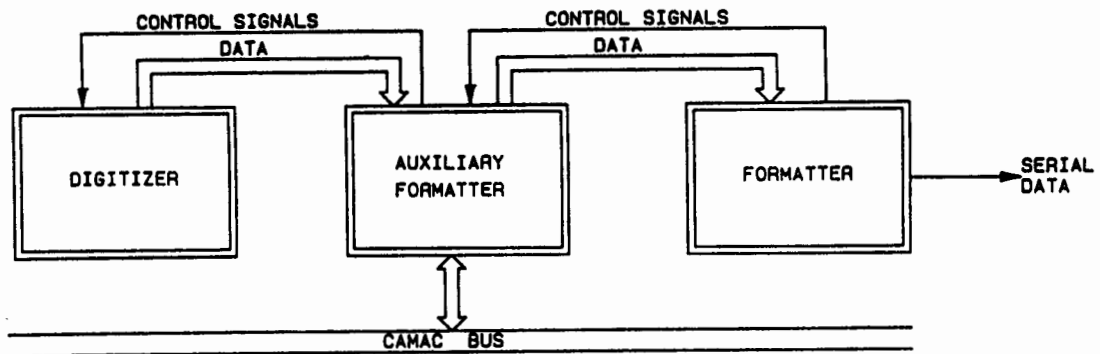 CONTROL SIGNALS
DATA
CONTROL SIGNALS
DATA
DIGITIZER
AUXILIARY
FORMATTER
FORMATTER
SERIAL
DATA
CAMAC BUS